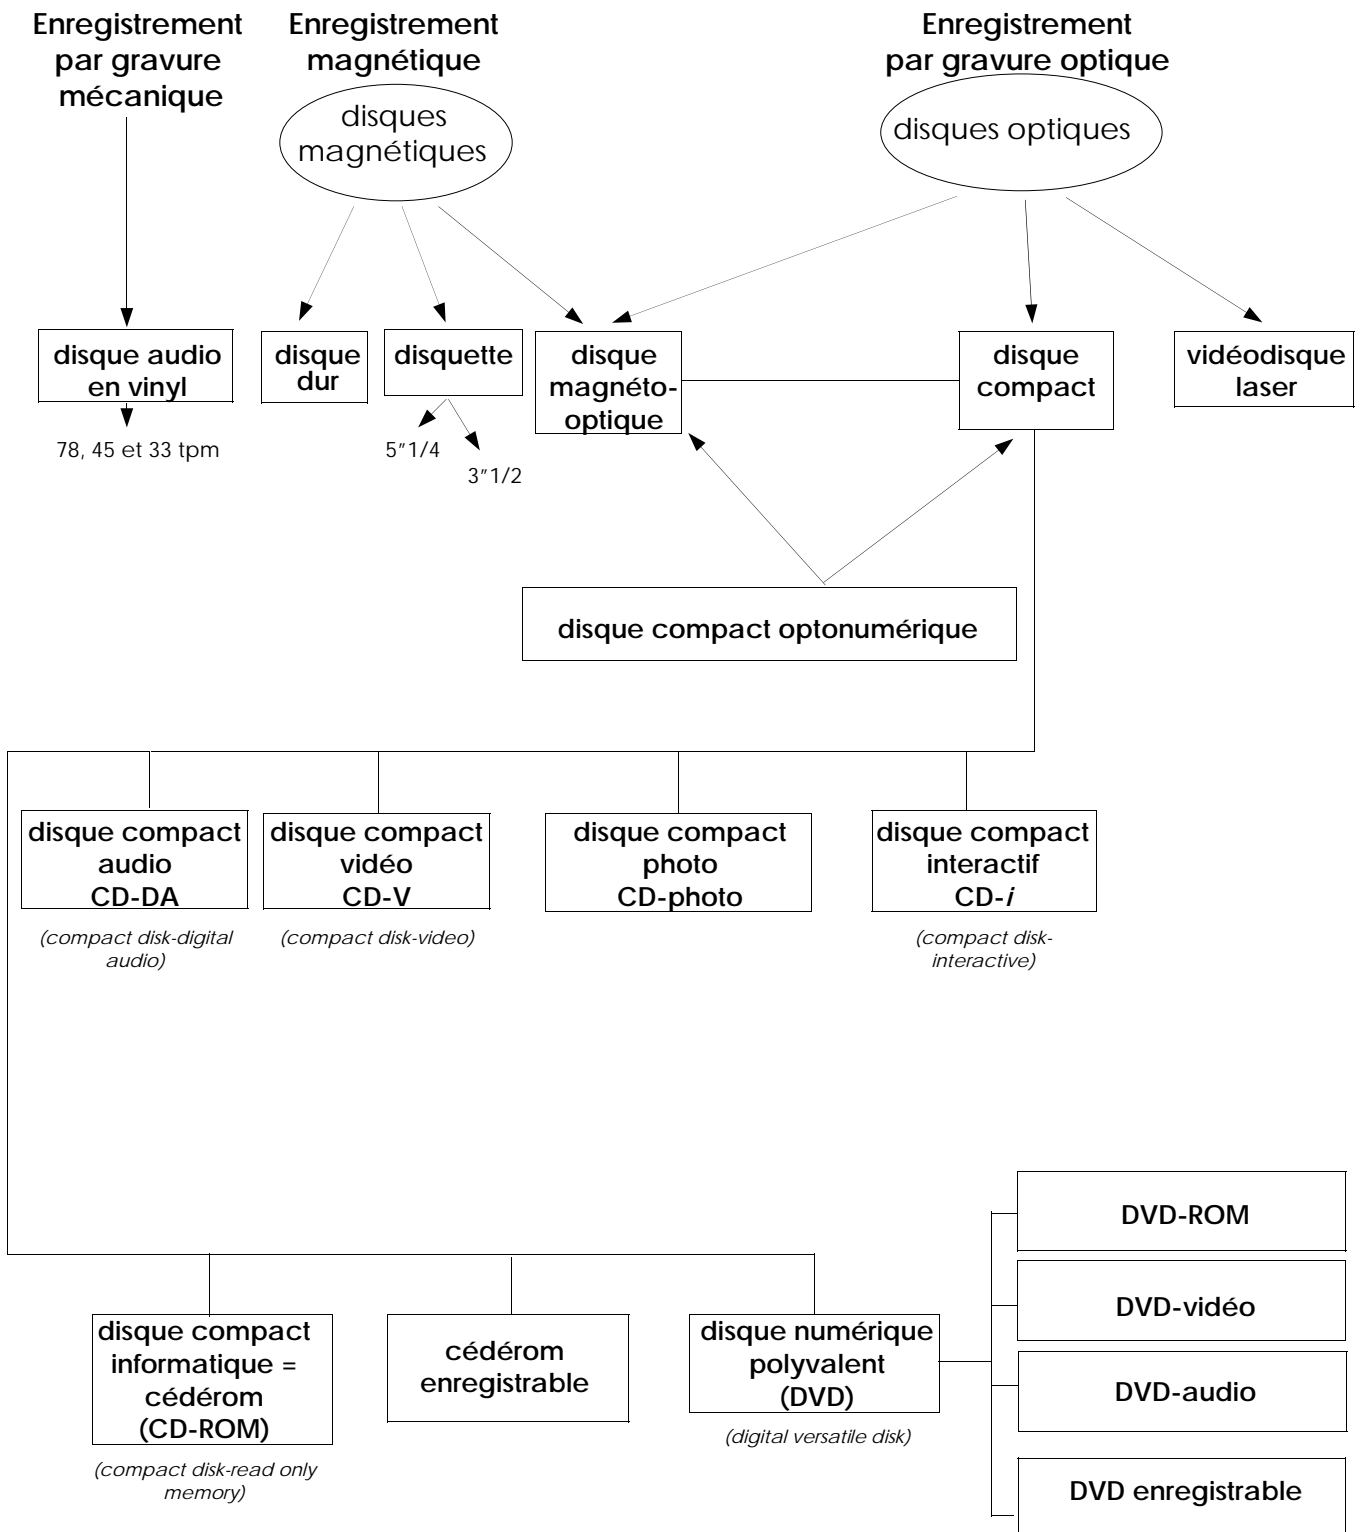 Enregistrement
par gravure
mécanique
Enregistrement
magnétique
Enregistrement
par gravure optique
disques
magnétiques
disques optiques
disque audio
en vinyl
disque
dur
disquette
disque
magnéto-
optique
disque
compact
vidéodisque
laser
78, 45 et 33 tpm
5"1/4
3"1/2
disque compact optonumérique
disque compact
audio
CD-DA
disque compact
vidéo
CD-V
disque compact
photo
CD-photo
disque compact
interactif
CD-i
(compact disk-digital
audio)
(compact disk-video)
(compact disk-
interactive)
disque compact
informatique =
cédérom
(CD-ROM)
cédérom
enregistrable
disque numérique
polyvalent
(DVD)
(compact disk-read only
memory)
(digital versatile disk)
DVD-ROM
DVD-vidéo
DVD-audio
DVD enregistrable